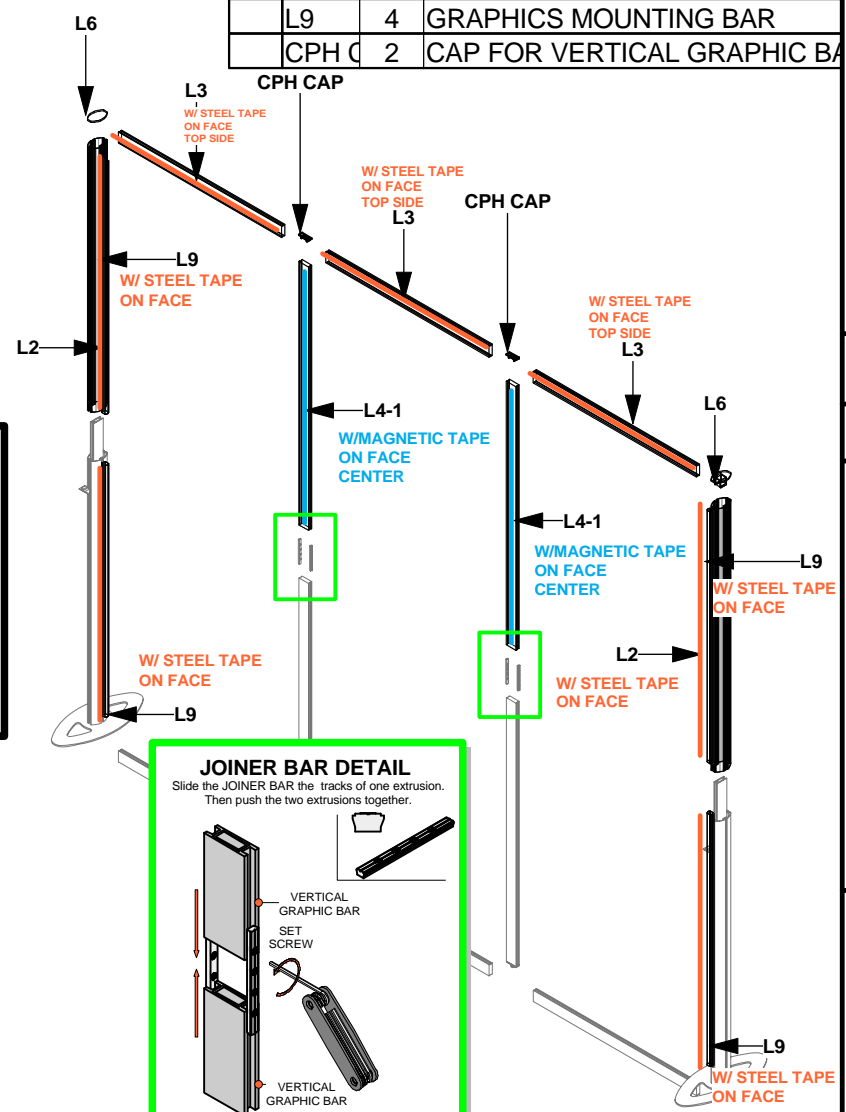 L9 4 GRAPHICS MOUNTING BAR
CPH 2 CAP FOR VERTICAL GRAPHIC
L6
L3
W/ STEEL TAPE
ON FACE
TOP SIDE
CPH CAP
W/ STEEL TAPE
ON FACE
TOP SIDE
L3
CPH CAP
L9
W/ STEEL TAPE
ON FACE
L2
W/ STEEL TAPE
ON FACE
TOP SIDE
L3
L6
L4-1
W/MAGNETIC TAPE
ON FACE
CENTER
L4-1
W/MAGNETIC TAPE
ON FACE
CENTER
L9
W/ STEEL TAPE
ON FACE
L2
W/ STEEL TAPE
ON FACE
W/ STEEL TAPE
ON FACE
L9
JOINER BAR DETAIL
Slide the JOINER BAR the tracks of one extrusion.
Then push the two extrusions together.
VERTICAL
GRAPHIC BAR
SET
SCREW
VERTICAL
GRAPHIC BAR
L9
W/ STEEL TAPE
ON FACE